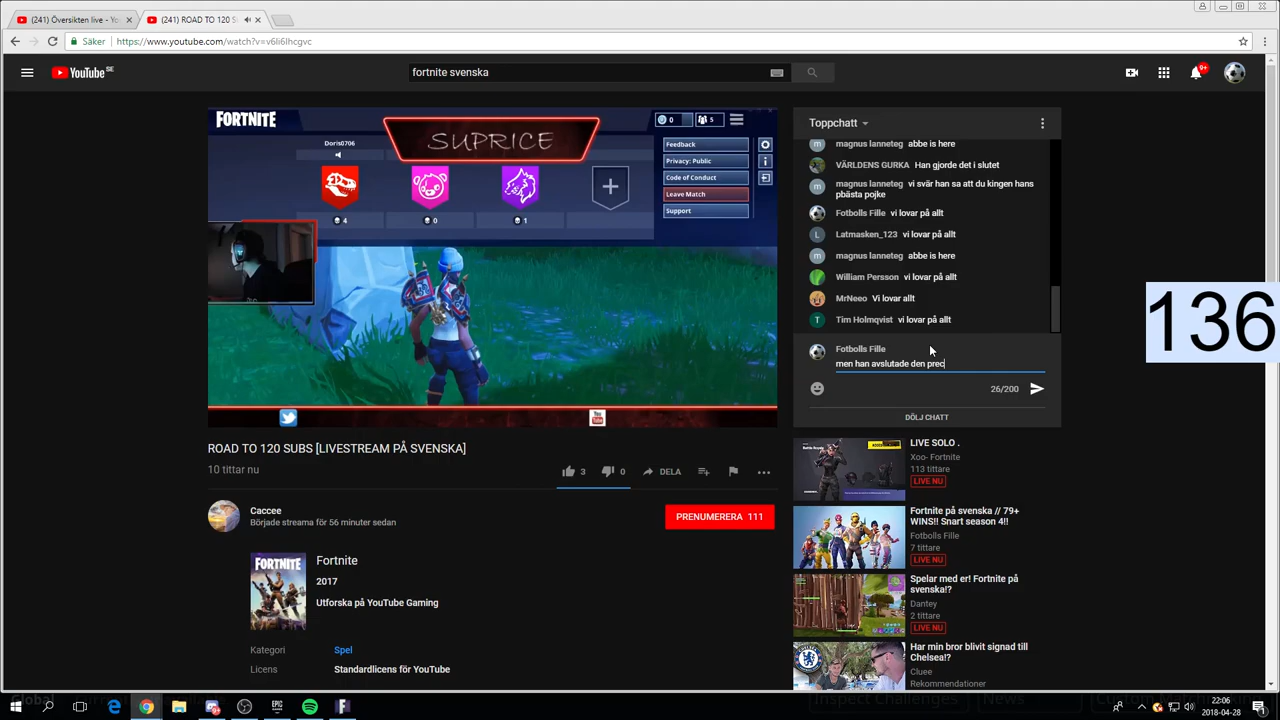 (241) Översikten live - Yo
(241) ROAD TO 120 S
Säker
https://www.youtube.com/watch?v=v6li6lhcgvc
YouTube SE
fortnite svenska
9+
FORTNITE
SUPRICE
0
5
Doris0706
4
0
1
Feedback
Privacy: Public
Code of Conduct
Leave Match
Support
Toppchatt
magnus lanneteg abbe is here
VÄRLDENS GURKA Han gjorde det i slutet
magnus lanneteg vi svär han sa att du kingen hans
pbästa pojke
Fotbolls Fille vi lovar på allt
Latmasken_123 vi lovar på allt
magnus lanneteg abbe is here
William Persson vi lovar på allt
MrNeeo Vi lovar allt
Tim Holmqvist vi lovar på allt
Fotbolls Fille
men han avslutade den prec
26/200
DÖLJ CHATT
136
ROAD TO 120 SUBS [LIVESTREAM PÅ SVENSKA]
10 tittar nu
3
0
DELA
Caccee
Började streama för 56 minuter sedan
PRENUMERERA 111
FORTNITE
Fortnite
2017
Utforska på YouTube Gaming
Kategori
Spel
Licens
Standardlicens för YouTube
LIVE SOLO .
Xoo- Fortnite
113 tittare
LIVE NU
Fortnite på svenska // 79+
WINS!! Snart season 4!!
Fotbolls Fille
7 tittare
LIVE NU
Spelar med er! Fortnite på
svenska!?
Dantey
2 tittare
LIVE NU
Har min bror blivit signad till
Chelsea!?
Cluee
Rekommendationer
Global
Inspect Challenges
News
Custom Matchmaking
EPIC
22:06
2018-04-28